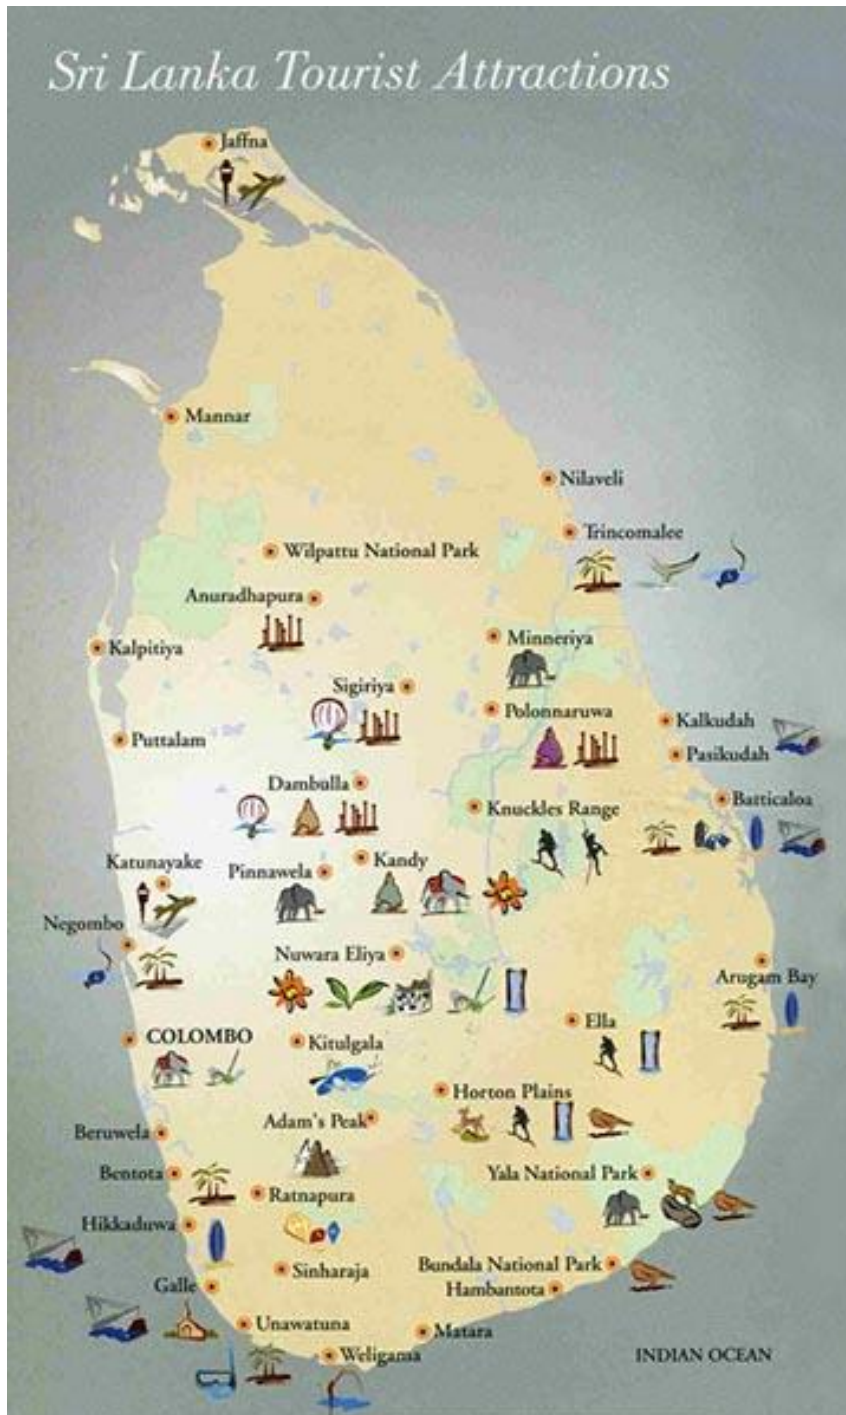 Sri Lanka Tourist Attractions
Jaffna
Mannar
Nilaveli
Trincomalee
Wilpattu National Park
Anuradhapura
Minneriya
Kalpitiya
Sigiriya
Polonnaruwa
Kalkudah
Puttalam
Pasikudah
Dambulla
Batticaloa
Knuckles Range
Katunayake
Kandy
Pinnawela
Negombo
Nuwara Eliya
Arugam Bay
Ella
COLOMBO
Kitulgala
Horton Plains
Adam's Peak
Beruwela
Bentota
Yala National Park
Ratnapura
Hikkaduwa
Sinharaja
Bundala National Park
Galle
Hambantota
Unawatuna
Matara
Weligama
INDIAN OCEAN